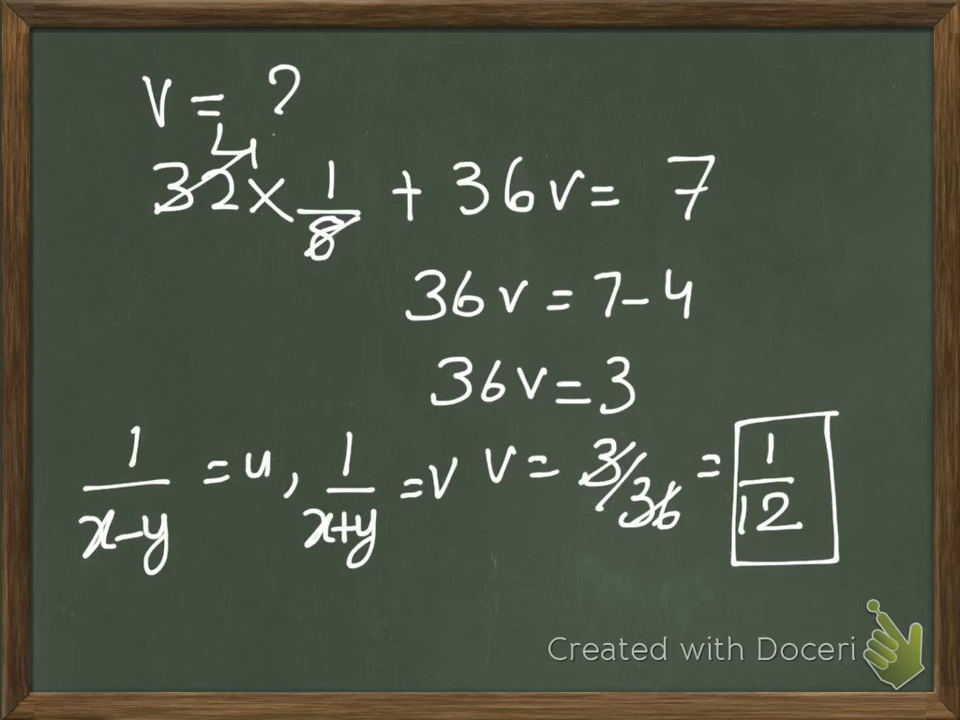 v = ?
4
32 x 1/8 + 36v = 7
36v = 7 - 4
36v = 3
1/(x-y) = u, 1/(x+y) = v v = 3/36 = 1/12
Created with Doceri